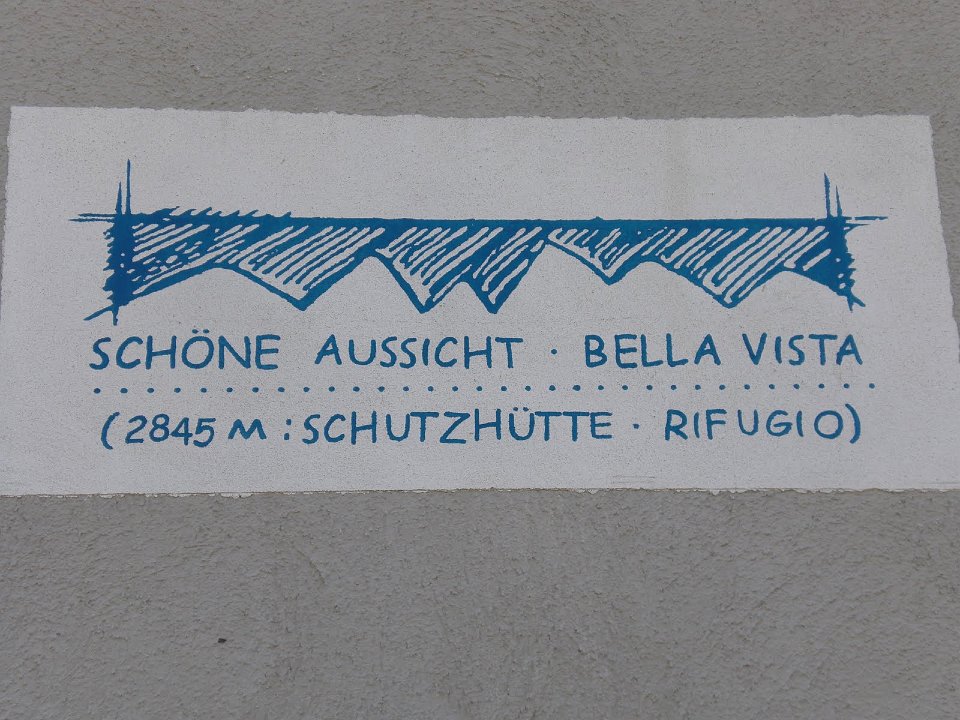 SCHÖNE AUSSICHT · BELLA VISTA
(2845 M : SCHUTZHÜTTE · RIFUGIO)